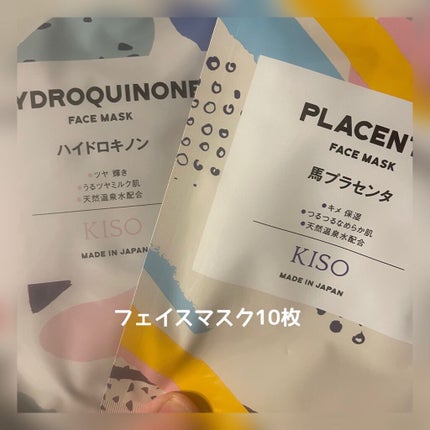 YDROQUINONE
FACE MASK
ハイドロキノン
●ツヤ 輝き
●うるツヤミルク肌
●天然温泉水配合
KISO
MADE IN JAPAN
PLACENT
FACE MASK
馬プラセンタ
●キメ 保湿
●つるつるなめらか肌
●天然温泉水配合
KISO
MADE IN JAPAN
フェイスマスク10枚